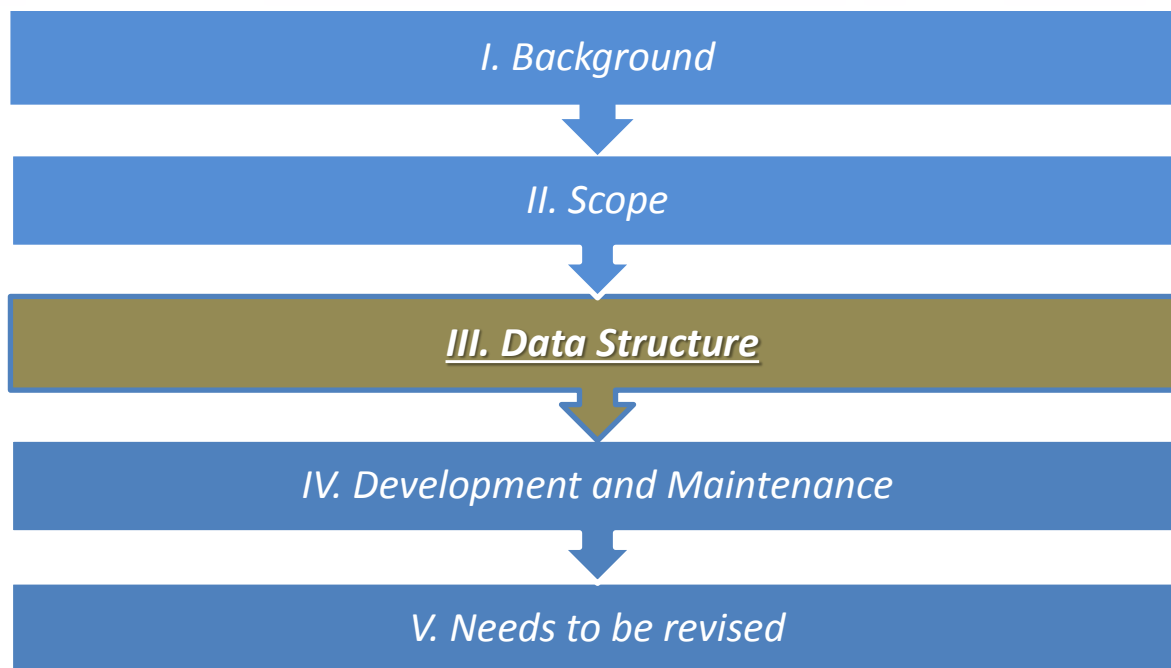 I. Background
II. Scope
III. Data Structure
IV. Development and Maintenance
V. Needs to be revised